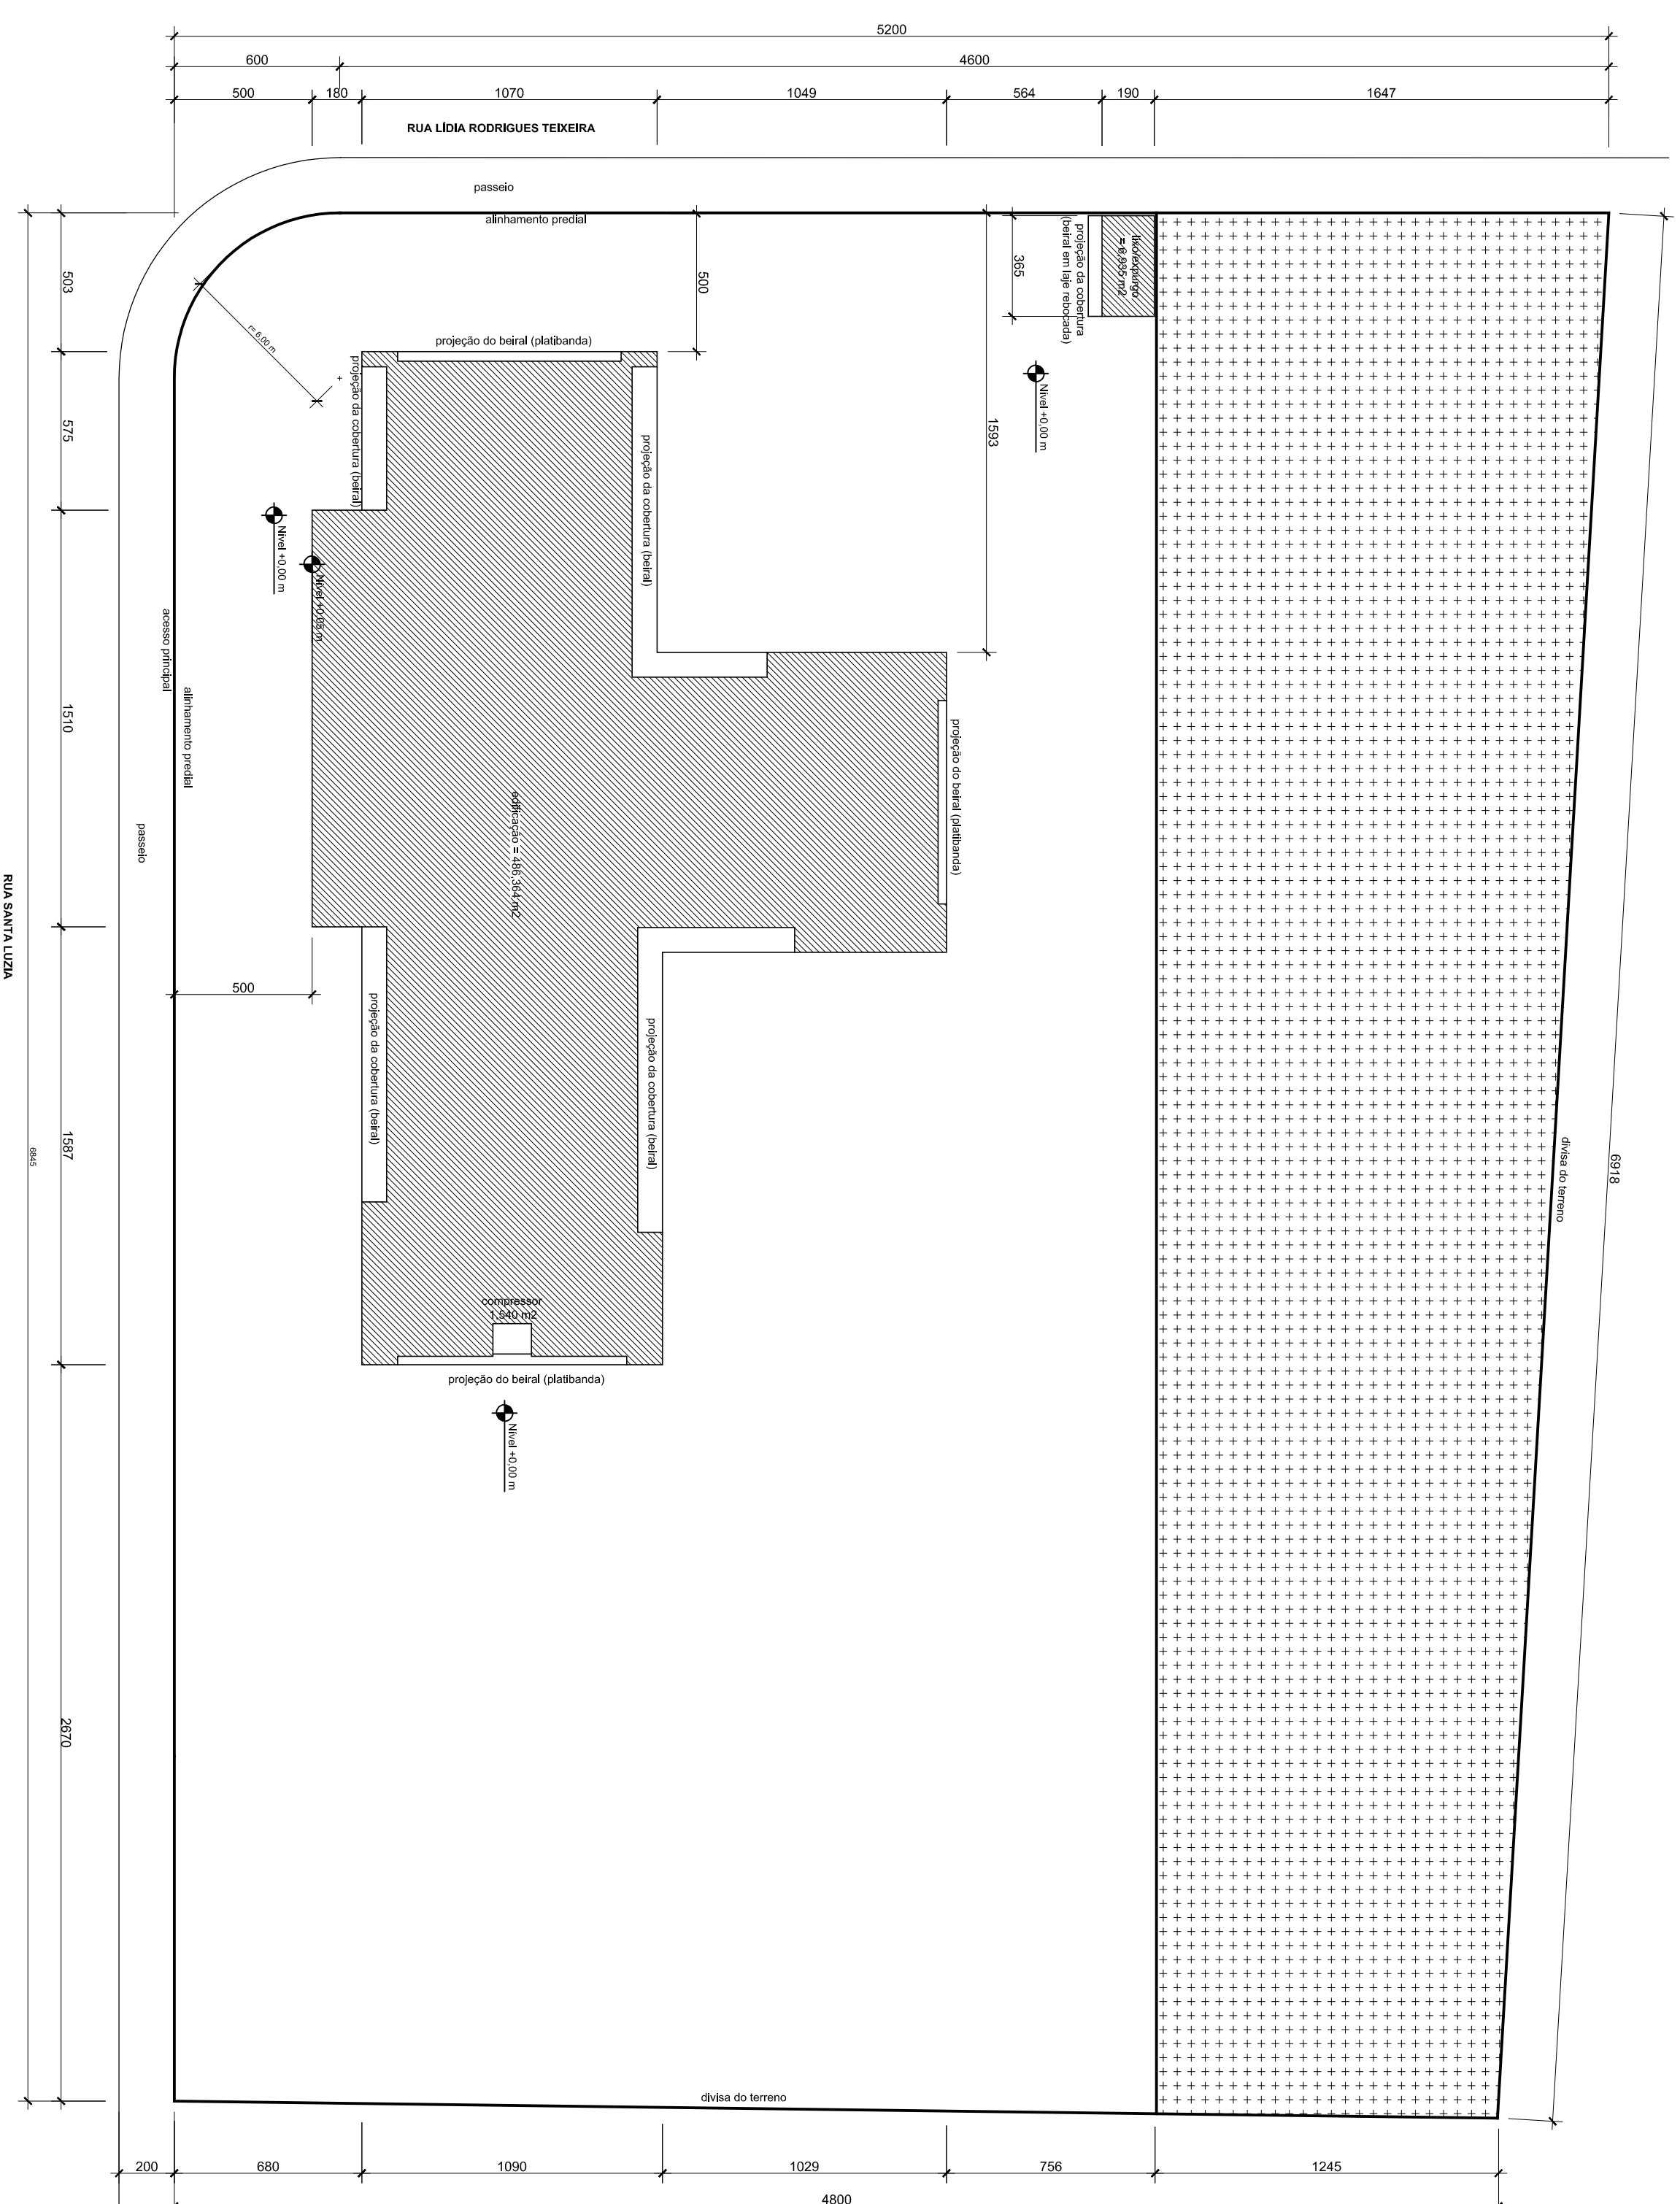 5200
600
4600
500
180
1070
1049
564
190
1647
RUA LÍDIA RODRIGUES TEIXEIRA
passeio
alinhamento predial
lixo/expurgo
= 6,935 m2
projeção da cobertura
(beiral em laje rebocada)
365
500
503
r= 6,00 m
projeção do beiral (platibanda)
projeção da cobertura (beiral)
Nível +0,00 m
575
1593
projeção da cobertura (beiral)
Nível +0,00 m
Nível +0,05 m
acesso principal
alinhamento predial
1510
projeção do beiral (platibanda)
edificação = 486,364 m2
passeio
RUA SANTA LUZIA
500
projeção da cobertura (beiral)
projeção da cobertura (beiral)
1587
6845
6918
divisa do terreno
compressor
1,540 m2
projeção do beiral (platibanda)
Nível +0,00 m
2670
divisa do terreno
200
680
1090
1029
756
1245
4800